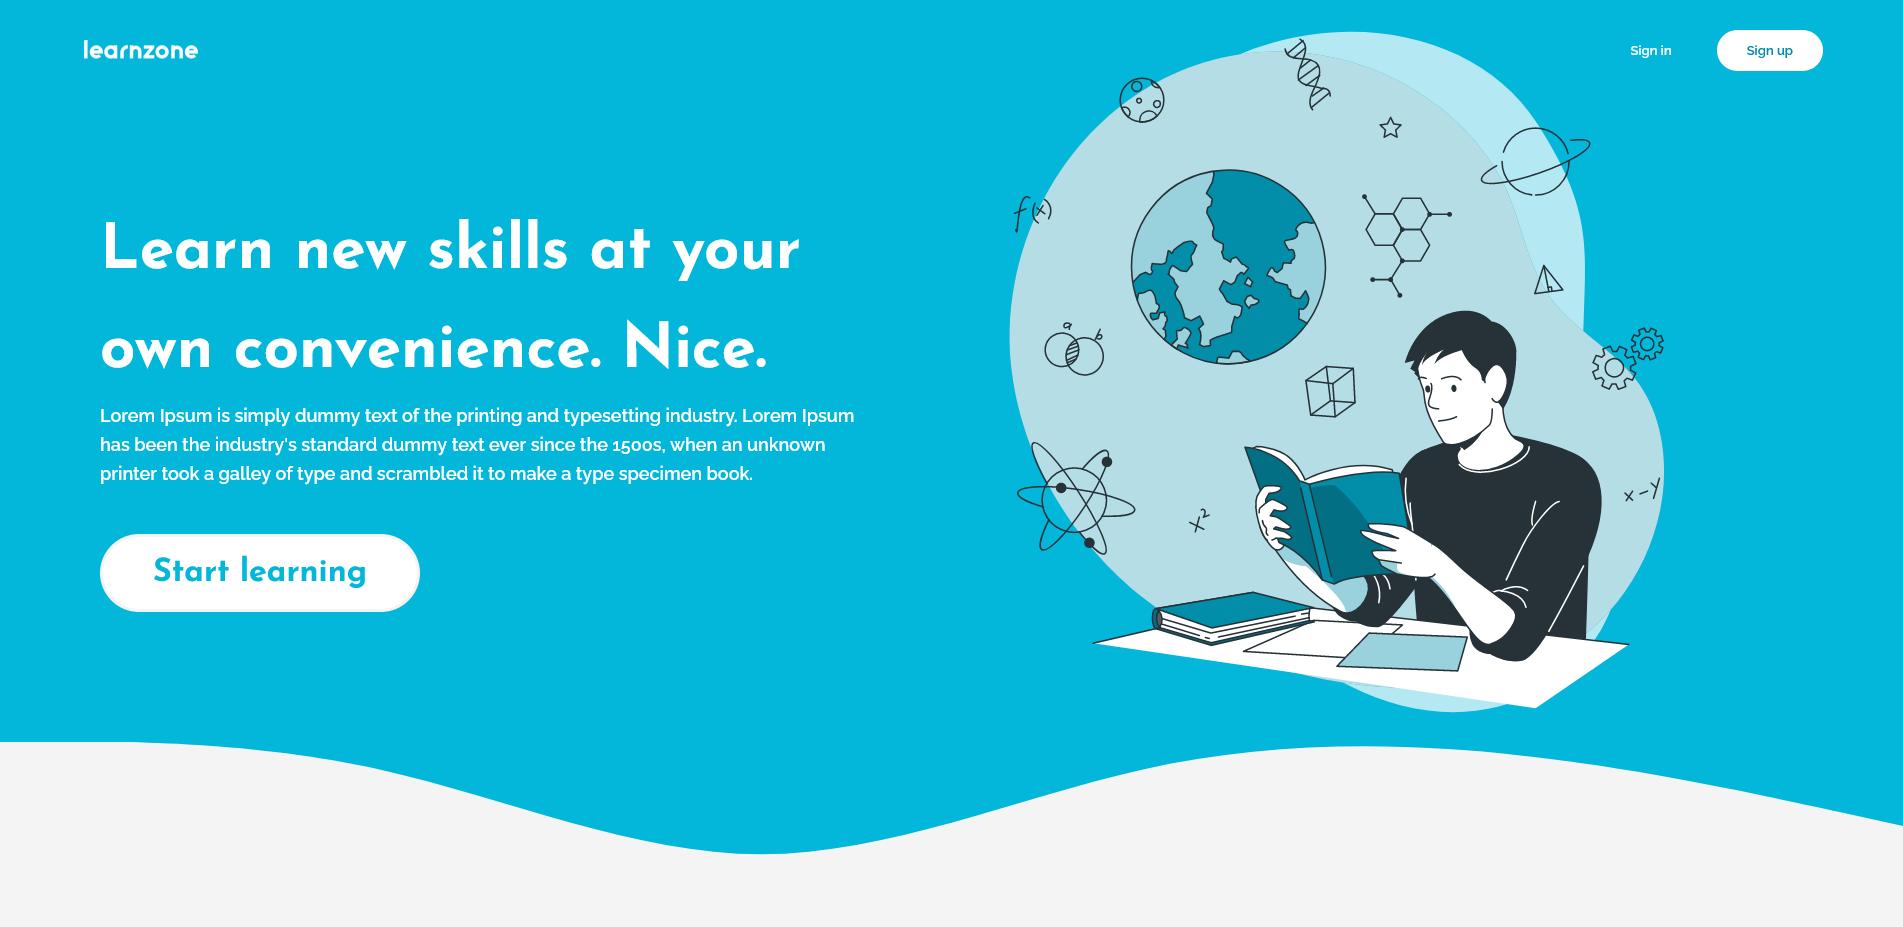 learnzone
Sign in
Sign up
Learn new skills at your
own convenience. Nice.
Lorem Ipsum is simply dummy text of the printing and typesetting industry. Lorem Ipsum
has been the industry's standard dummy text ever since the 1500s, when an unknown
printer took a galley of type and scrambled it to make a type specimen book.
Start learning
f(x)
a
b
x²
x-y